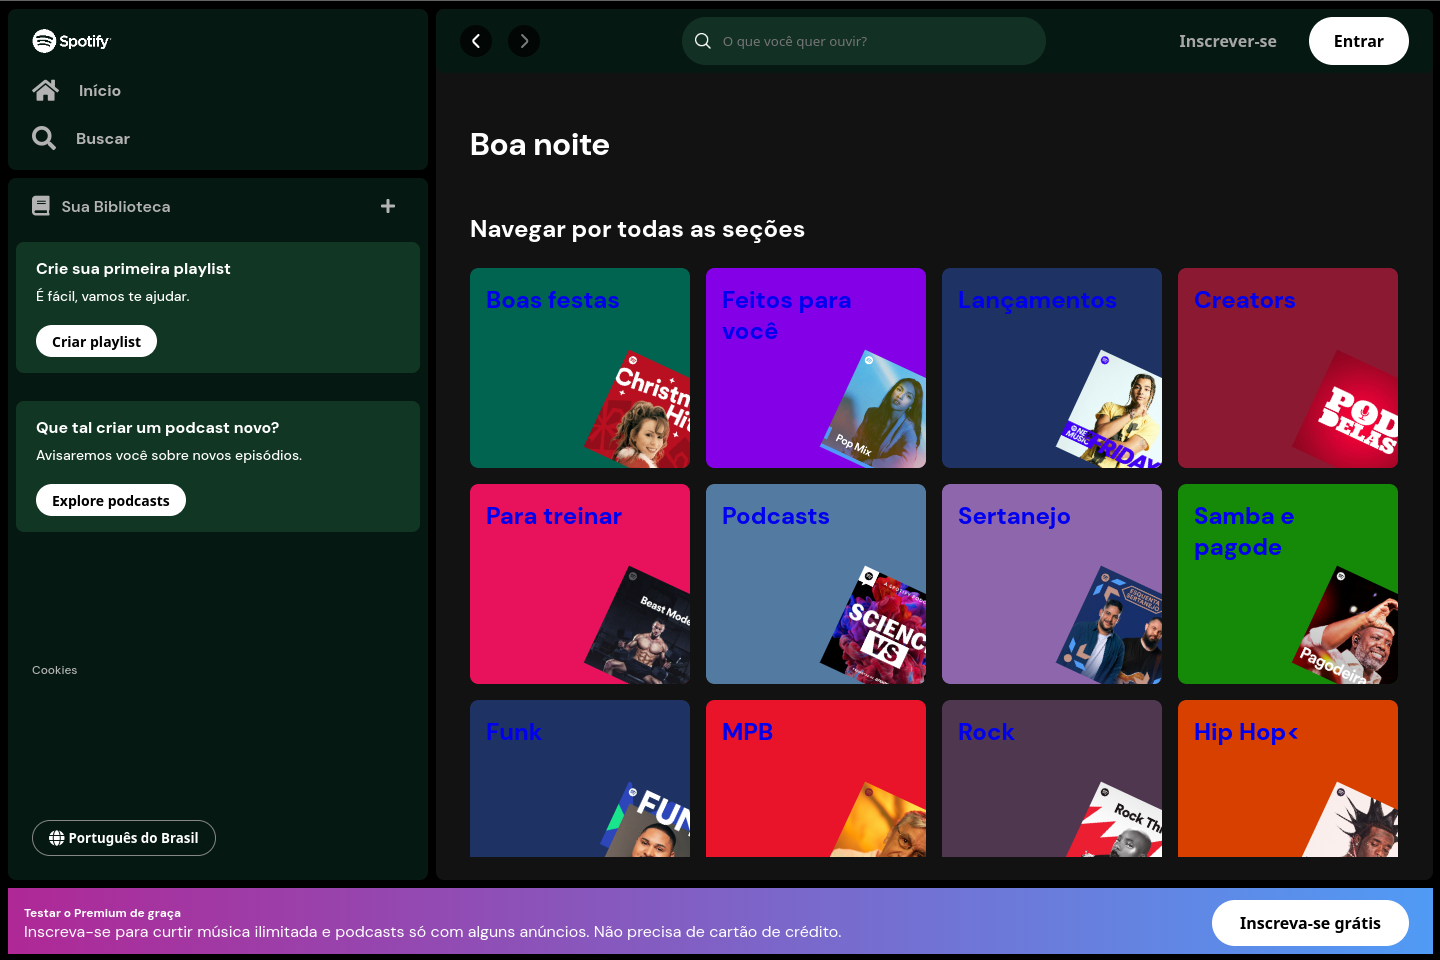 Spotify
Início
Buscar
Sua Biblioteca
Crie sua primeira playlist
É fácil, vamos te ajudar.
Criar playlist
Que tal criar um podcast novo?
Avisaremos você sobre novos episódios.
Explore podcasts
Cookies
Português do Brasil
O que você quer ouvir?
Inscrever-se
Entrar
Boa noite
Navegar por todas as seções
Boas festas
Feitos para
você
Pop Mix
Lançamentos
FRIDAY
Creators
POD
DELAS
Para treinar
Beast Mode
Podcasts
SCIENC
VS
Sertanejo
ESQUENTA
SERTANEJO
Samba e
pagode
Pagodeira
Funk
FUN
MPB
Rock
Rock Thi
Hip Hop<
Testar o Premium de graça
Inscreva-se para curtir música ilimitada e podcasts só com alguns anúncios. Não precisa de cartão de crédito.
Inscreva-se grátis